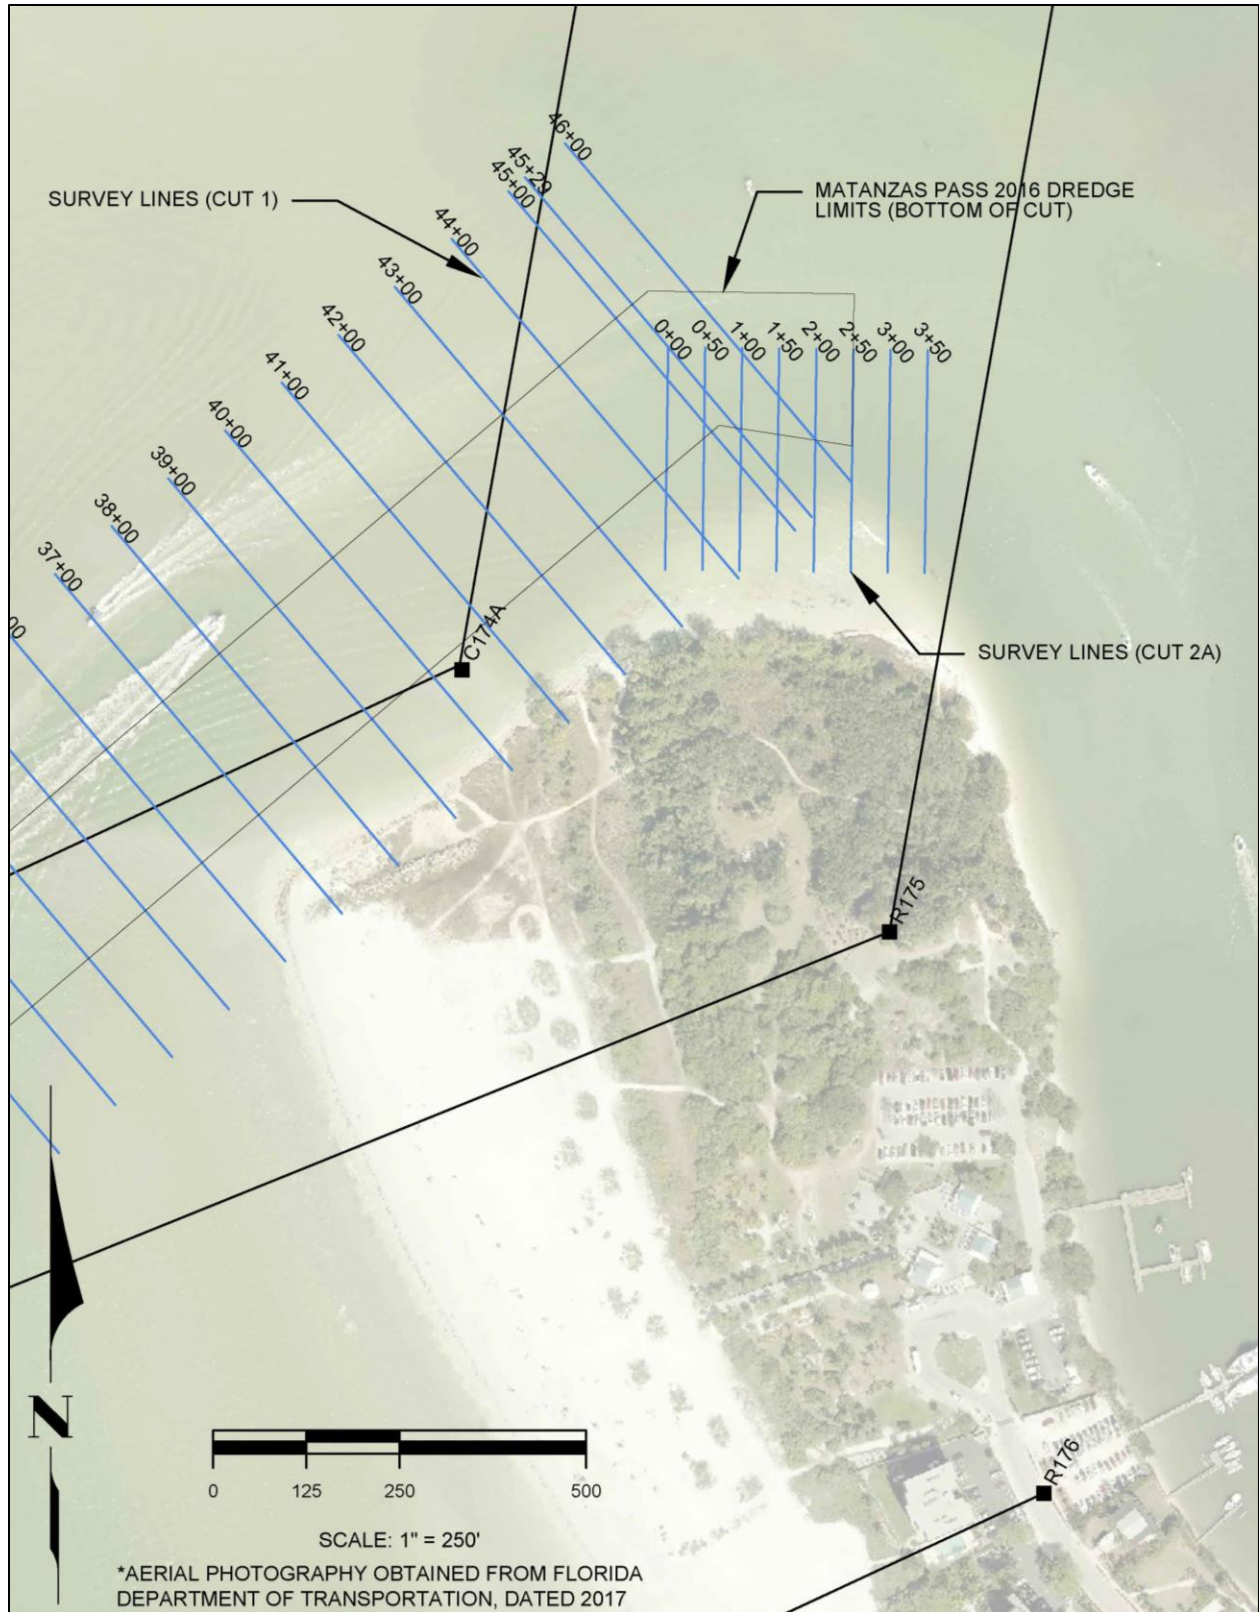 46+00
45+29
45+00
SURVEY LINES (CUT 1)
MATANZAS PASS 2016 DREDGE
LIMITS (BOTTOM OF CUT)
44+00
43+00
42+00
41+00
40+00
39+00
38+00
37+00
00
0+00
0+50
1+00
1+50
2+00
2+50
3+00
3+50
C174A
SURVEY LINES (CUT 2A)
R175
R176
N
0 125 250 500
SCALE: 1" = 250'
*AERIAL PHOTOGRAPHY OBTAINED FROM FLORIDA
DEPARTMENT OF TRANSPORTATION, DATED 2017